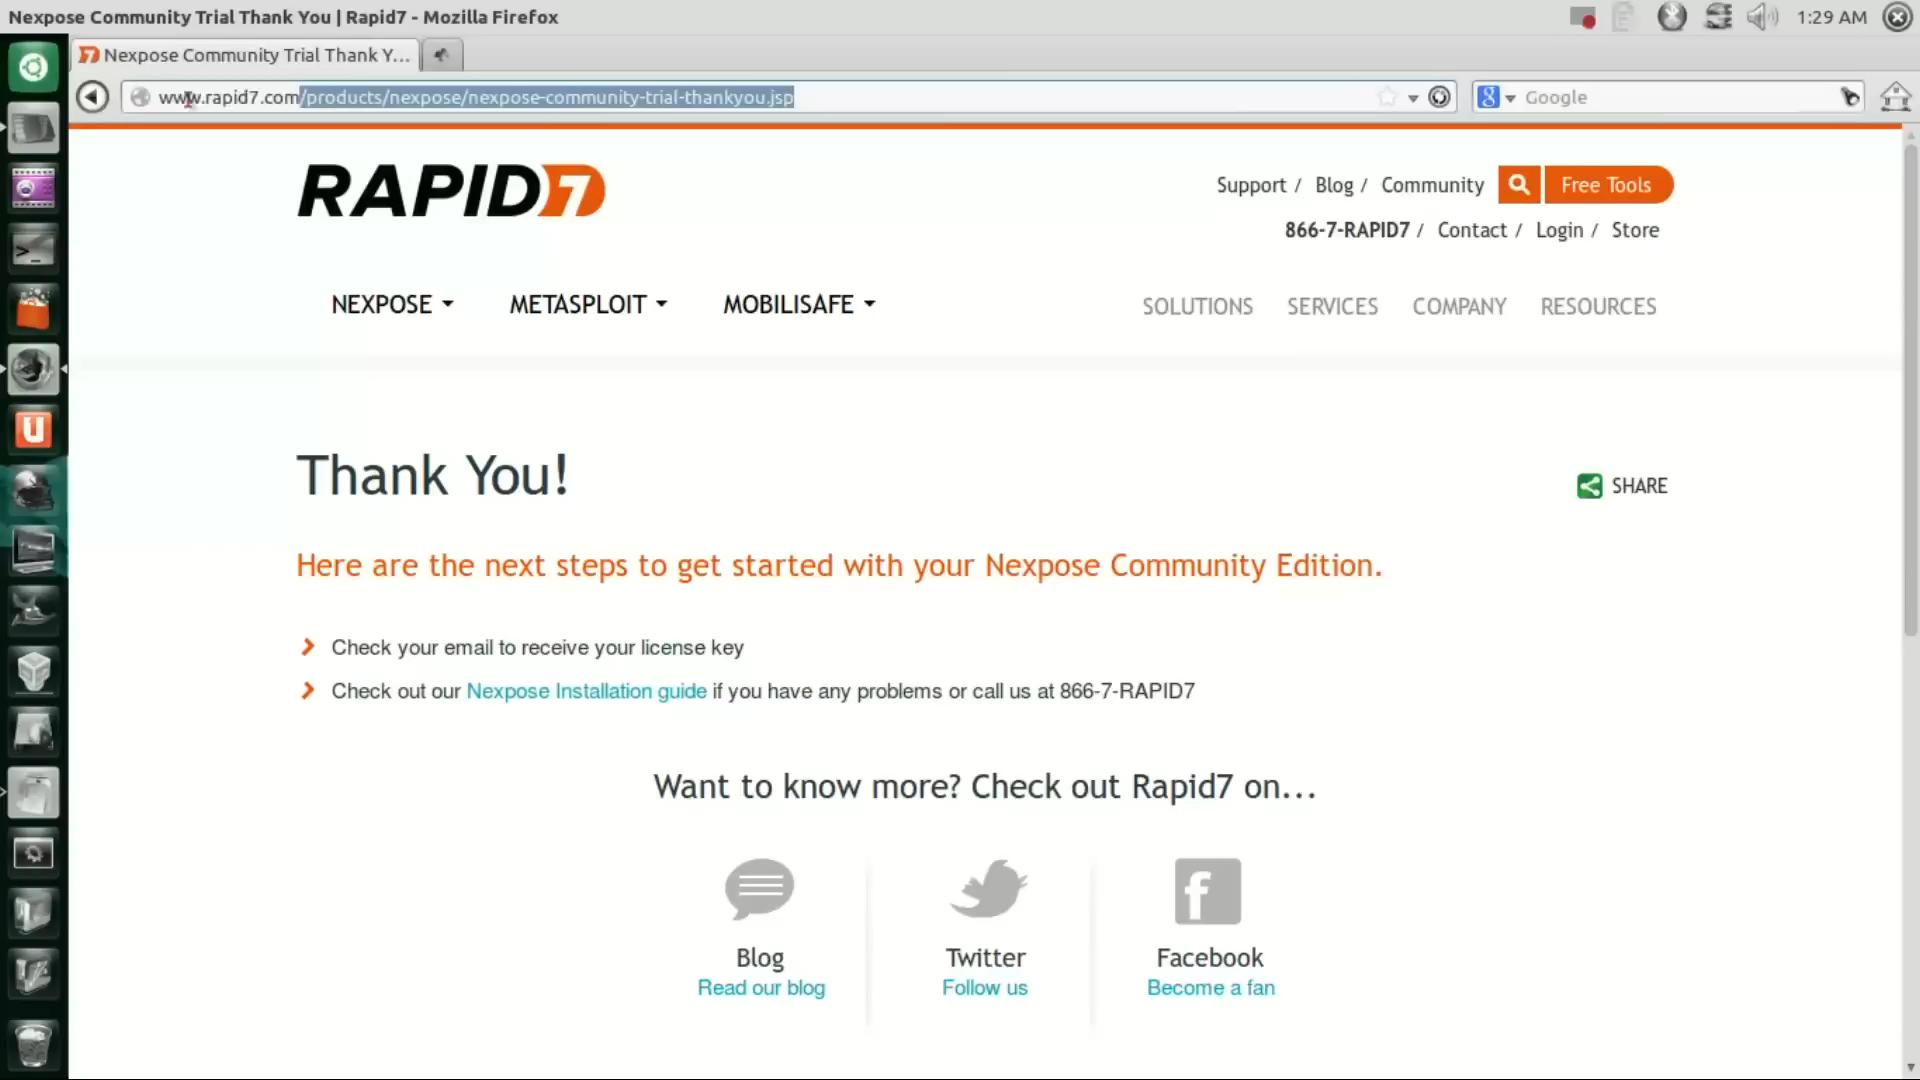 Nexpose Community Trial Thank You | Rapid7 - Mozilla Firefox
1:29 AM
Nexpose Community Trial Thank Y...
www.rapid7.com/products/nexpose/nexpose-community-trial-thankyou.jsp
Google
RAPID7
Support / Blog / Community
Free Tools
866-7-RAPID7 / Contact / Login / Store
NEXPOSE METASPLOIT MOBILISAFE SOLUTIONS SERVICES COMPANY RESOURCES
Thank You!
SHARE
Here are the next steps to get started with your Nexpose Community Edition.
Check your email to receive your license key
Check out our Nexpose Installation guide if you have any problems or call us at 866-7-RAPID7
Want to know more? Check out Rapid7 on...
Blog
Read our blog
Twitter
Follow us
Facebook
Become a fan